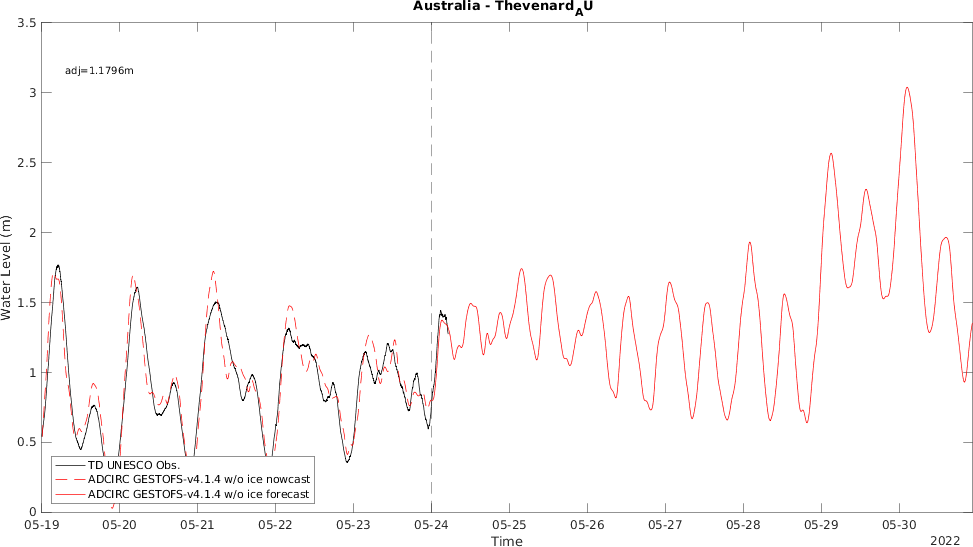 Australia - Thevenard_AU
3.5
adj=1.1796m
3
2.5
2
1.5
1
0.5
0
Water Level (m)
TD UNESCO Obs.
ADCIRC GESTOFS-v4.1.4 w/o ice nowcast
ADCIRC GESTOFS-v4.1.4 w/o ice forecast
05-19 05-20 05-21 05-22 05-23 05-24 05-25 05-26 05-27 05-28 05-29 05-30
Time
2022